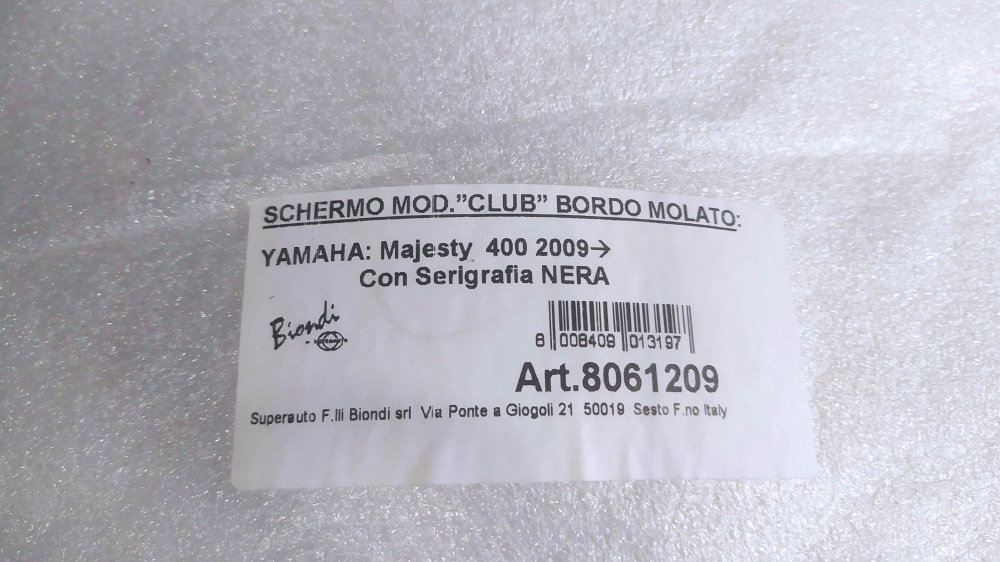 SCHERMO MOD.”CLUB” BORDO MOLATO:
YAMAHA: Majesty 400 2009→
Con Serigrafia NERA
Biondi
8 008409 013197
Art.8061209
Superauto F.lli Biondi srl Via Ponte a Giogoli 21 50019 Sesto F.no Italy